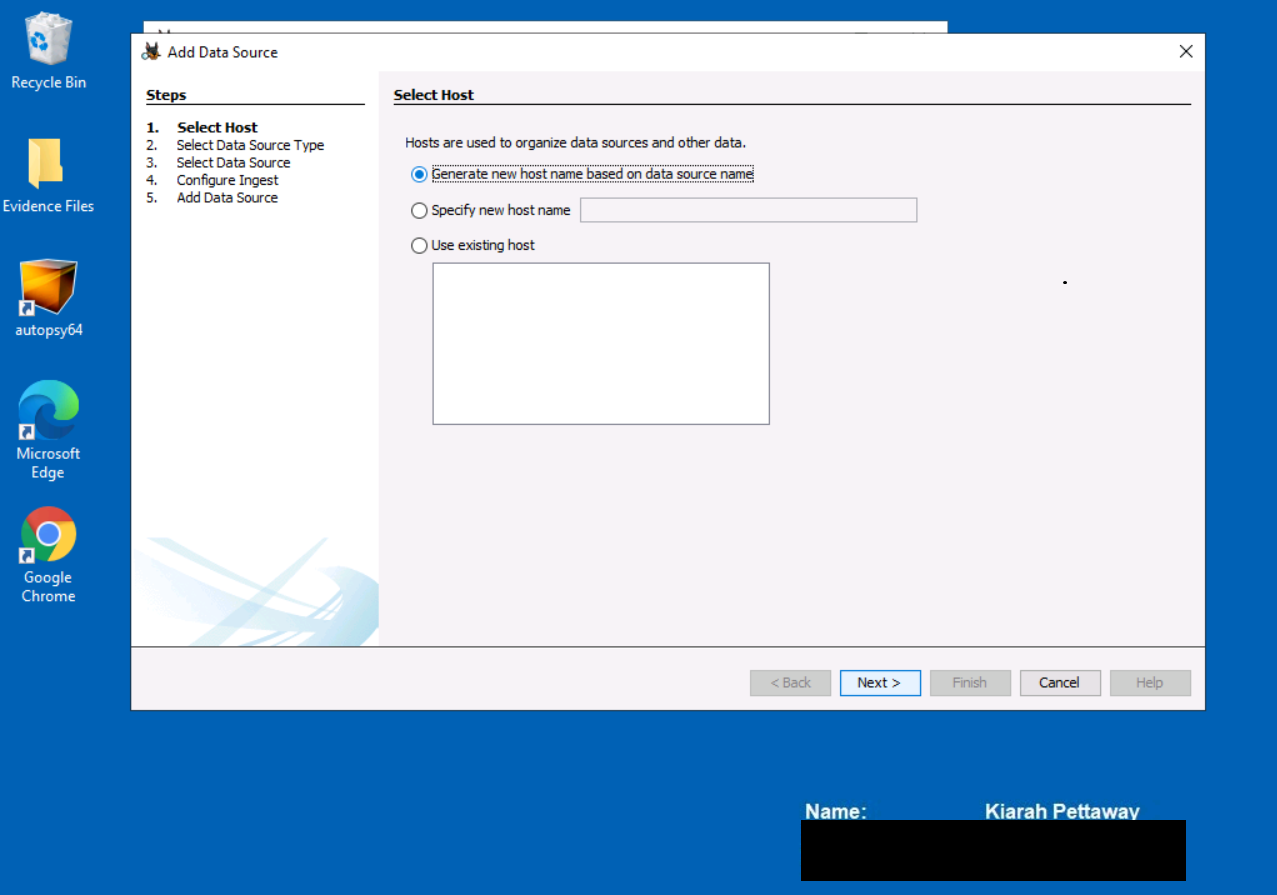 Recycle Bin
Evidence Files
autopsy64
Microsoft
Edge
Google
Chrome
Add Data Source
Steps
1. Select Host
2. Select Data Source Type
3. Select Data Source
4. Configure Ingest
5. Add Data Source
Select Host
Hosts are used to organize data sources and other data.
Generate new host name based on data source name
Specify new host name
Use existing host
< Back
Next >
Finish
Cancel
Help
Name: Kiarah Pettaway